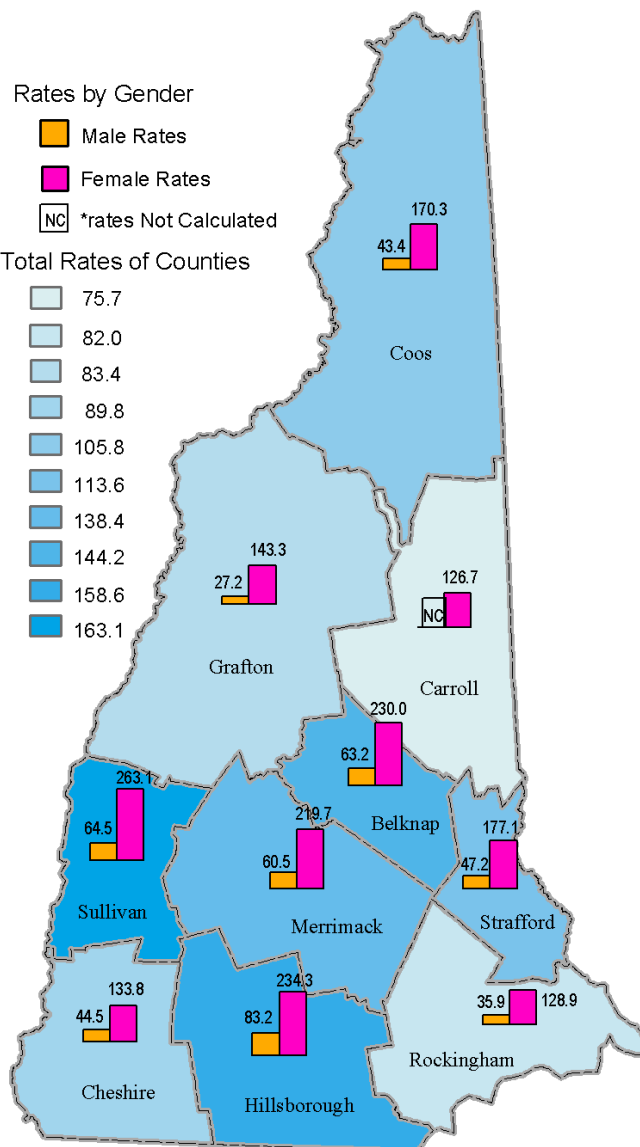 Rates by Gender
Male Rates
Female Rates
NC *rates Not Calculated
Total Rates of Counties
75.7
82.0
83.4
89.8
105.8
113.6
138.4
144.2
158.6
163.1
170.3
43.4
Coos
143.3
27.2
Grafton
126.7
NC
Carroll
230.0
63.2
Belknap
263.1
64.5
Sullivan
219.7
60.5
Merrimack
177.1
47.2
Strafford
133.8
44.5
Cheshire
234.3
83.2
Hillsborough
35.9 128.9
Rockingham